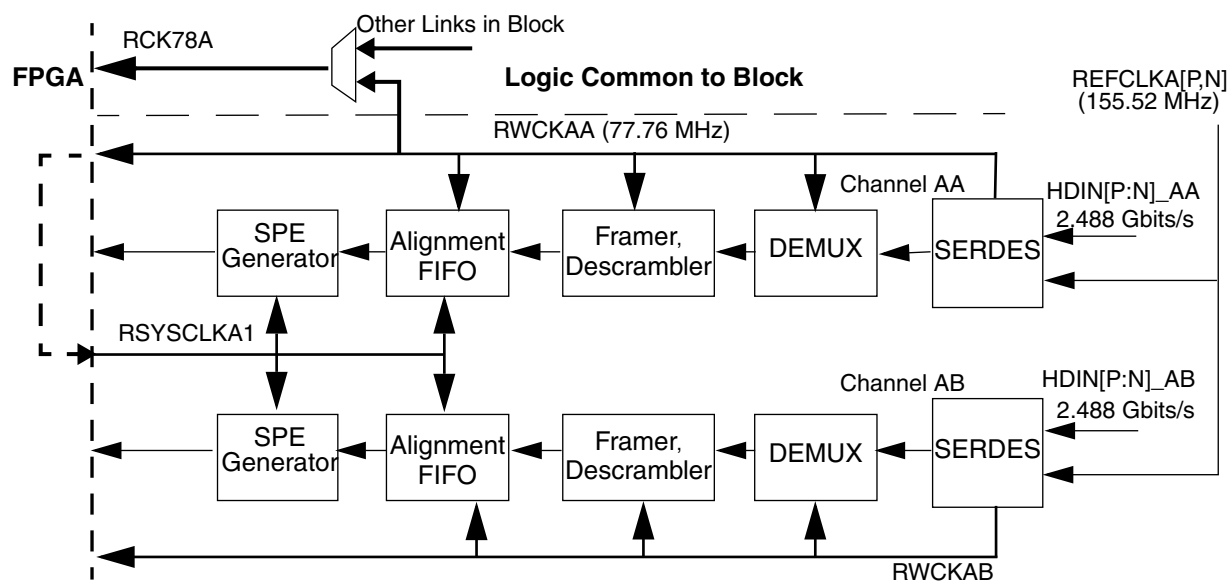 Other Links in Block
RCK78A
FPGA
Logic Common to Block
REFCLKA[P,N]
(155.52 MHz)
RWCKAA (77.76 MHz)
Channel AA
HDIN[P:N]_AA
2.488 Gbits/s
SPE
Generator
Alignment
FIFO
Framer,
Descrambler
DEMUX
SERDES
RSYSCLKA1
Channel AB
HDIN[P:N]_AB
2.488 Gbits/s
SPE
Generator
Alignment
FIFO
Framer,
Descrambler
DEMUX
SERDES
RWCKAB